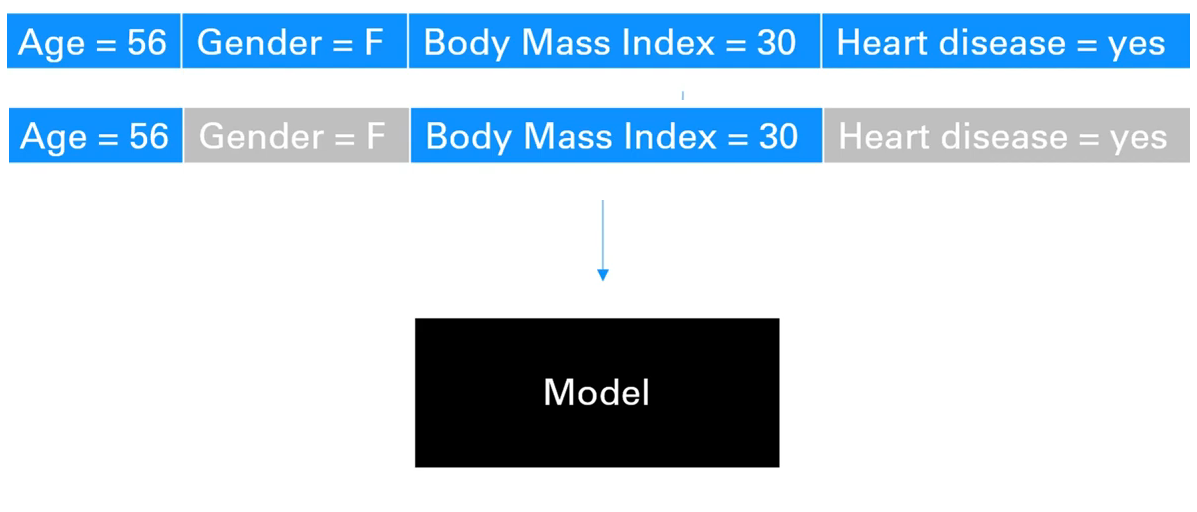 Age = 56 Gender = F Body Mass Index = 30 Heart disease = yes
Age = 56 Gender = F Body Mass Index = 30 Heart disease = yes
Model